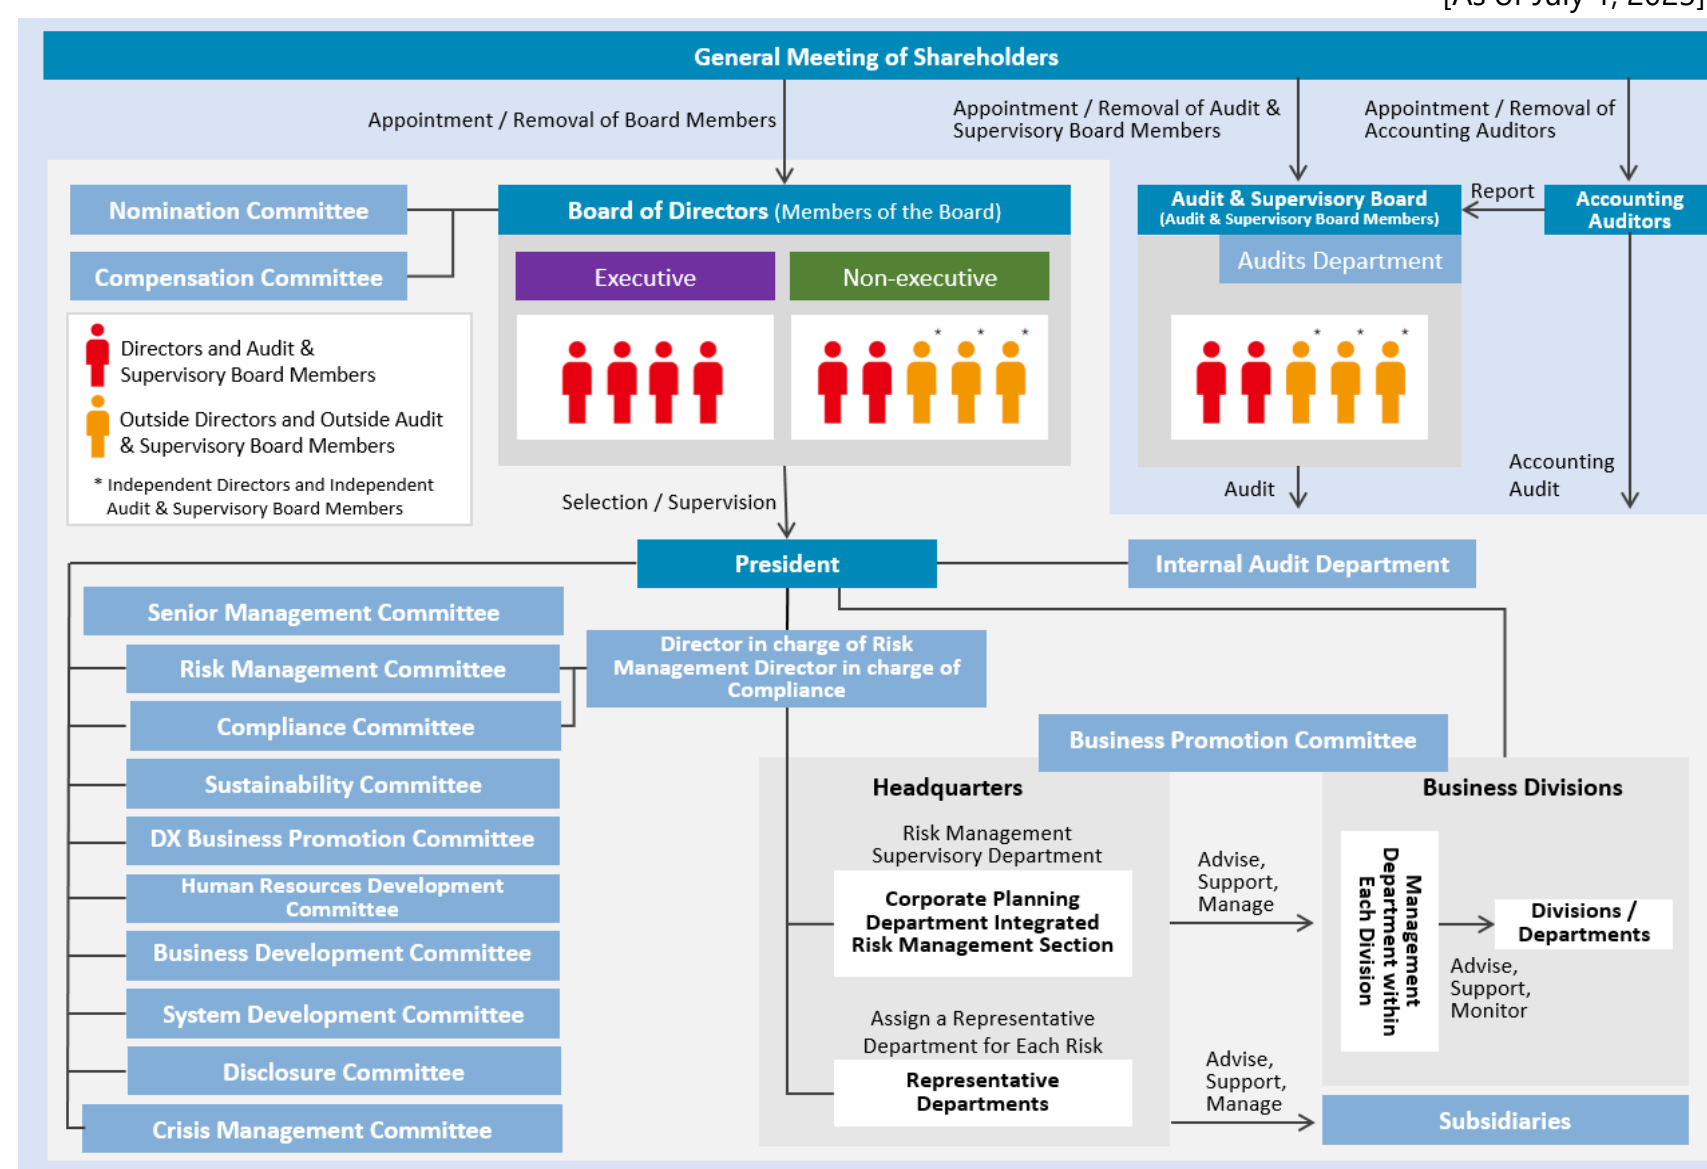 General Meeting of Shareholders
Appointment / Removal of Board Members
Appointment / Removal of Audit &
Supervisory Board Members
Appointment / Removal of
Accounting Auditors
Nomination Committee
Compensation Committee
Board of Directors (Members of the Board)
Executive
Non-executive
* * *
Audit & Supervisory Board
(Audit & Supervisory Board Members)
Audits Department
* * *
Report
Accounting
Auditors
Directors and Audit &
Supervisory Board Members
Outside Directors and Outside Audit
& Supervisory Board Members
* Independent Directors and Independent
Audit & Supervisory Board Members
Selection / Supervision
Audit
Accounting
Audit
President
Internal Audit Department
Senior Management Committee
Risk Management Committee
Compliance Committee
Sustainability Committee
DX Business Promotion Committee
Human Resources Development
Committee
Business Development Committee
System Development Committee
Disclosure Committee
Crisis Management Committee
Director in charge of Risk
Management Director in charge of
Compliance
Business Promotion Committee
Headquarters
Risk Management
Supervisory Department
Corporate Planning
Department Integrated
Risk Management Section
Assign a Representative
Department for Each Risk
Representative
Departments
Advise,
Support,
Manage
Advise,
Support,
Manage
Business Divisions
Management
Department within
Each Division
Divisions /
Departments
Advise,
Support,
Monitor
Subsidiaries